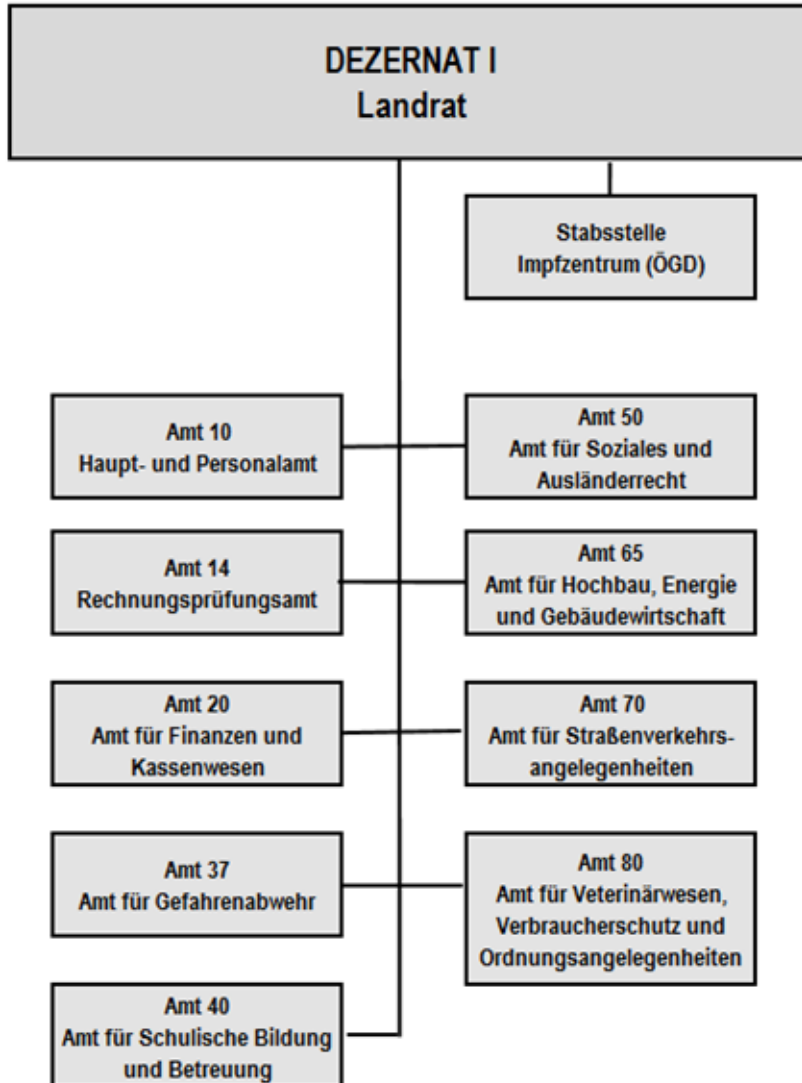 DEZERNAT I
Landrat
Stabsstelle
Impfzentrum (ÖGD)
Amt 10
Haupt- und Personalamt
Amt 50
Amt für Soziales und
Ausländerrecht
Amt 14
Rechnungsprüfungsamt
Amt 65
Amt für Hochbau, Energie
und Gebäudewirtschaft
Amt 20
Amt für Finanzen und
Kassenwesen
Amt 70
Amt für Straßenverkehrs-
angelegenheiten
Amt 37
Amt für Gefahrenabwehr
Amt 80
Amt für Veterinärwesen,
Verbraucherschutz und
Ordnungsangelegenheiten
Amt 40
Amt für Schulische Bildung
und Betreuung